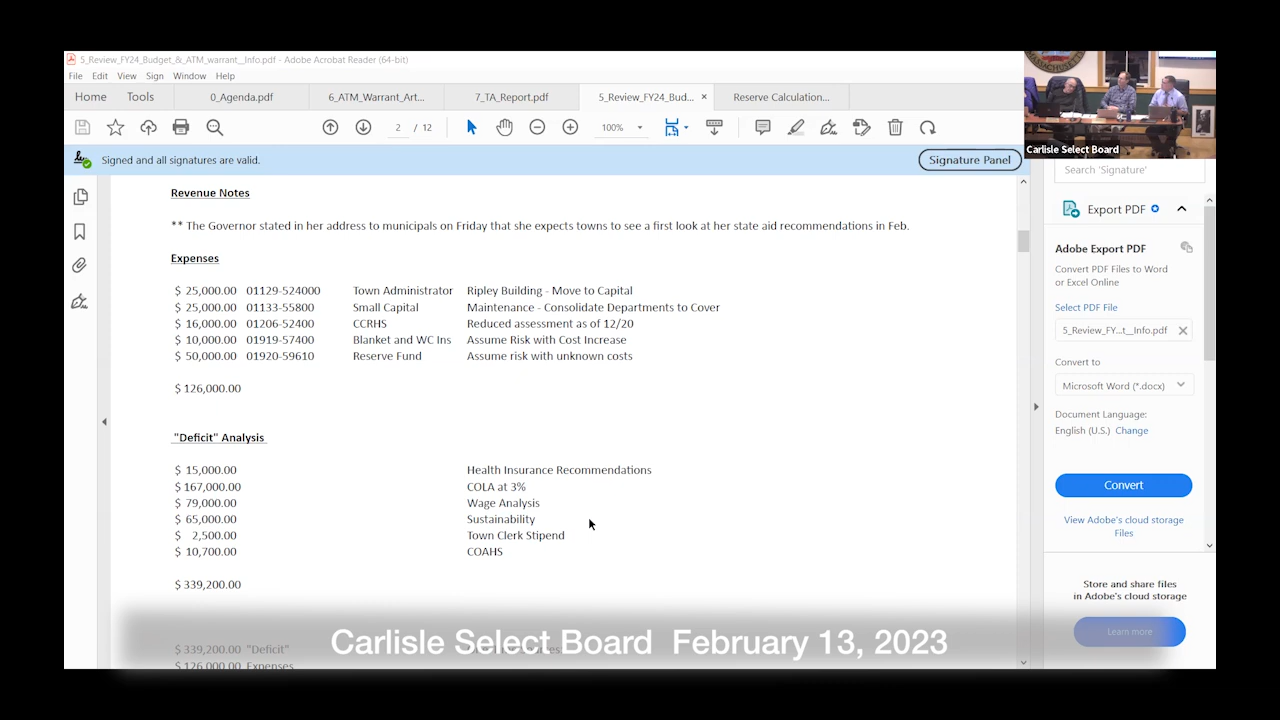 5_Review_FY24_Budget_&_ATM_warrant__Info.pdf - Adobe Acrobat Reader (64-bit)
File Edit View Sign Window Help
Home Tools 0_Agenda.pdf 6_ATM_Warrant_Art... 7_TA_Report.pdf 5_Review_FY24_Bud... × Reserve Calculation...
2 / 12 100%
MASSACHUSETTS
Carlisle Select Board
Signed and all signatures are valid. Signature Panel
Search 'Signature'
Revenue Notes
** The Governor stated in her address to municipals on Friday that she expects towns to see a first look at her state aid recommendations in Feb.
Expenses
$ 25,000.00 01129-524000 Town Administrator Ripley Building - Move to Capital
$ 25,000.00 01133-55800 Small Capital Maintenance - Consolidate Departments to Cover
$ 16,000.00 01206-52400 CCRHS Reduced assessment as of 12/20
$ 10,000.00 01919-57400 Blanket and WC Ins Assume Risk with Cost Increase
$ 50,000.00 01920-59610 Reserve Fund Assume risk with unknown costs
$ 126,000.00
"Deficit" Analysis
$ 15,000.00 Health Insurance Recommendations
$ 167,000.00 COLA at 3%
$ 79,000.00 Wage Analysis
$ 65,000.00 Sustainability
$ 2,500.00 Town Clerk Stipend
$ 10,700.00 COAHS
$ 339,200.00
$ 339,200.00 "Deficit"
$ 126,000.00 Expenses
Export PDF
Adobe Export PDF
Convert PDF Files to Word
or Excel Online
Select PDF File
5_Review_FY...t__Info.pdf
Convert to
Microsoft Word (*.docx)
Document Language:
English (U.S.) Change
Convert
View Adobe's cloud storage
Files
Store and share files
in Adobe's cloud storage
Learn more
Carlisle Select Board February 13, 2023